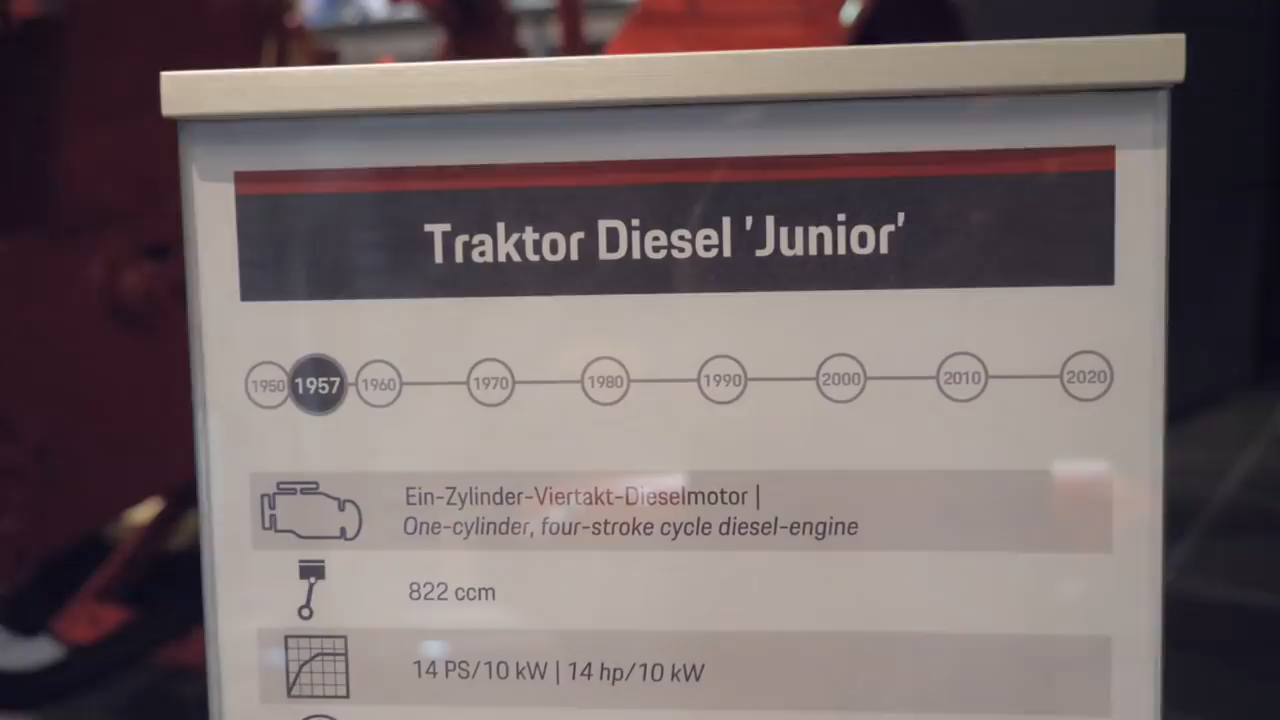 Traktor Diesel 'Junior'
1950 1957 1960 1970 1980 1990 2000 2010 2020
Ein-Zylinder-Viertakt-Dieselmotor |
One-cylinder, four-stroke cycle diesel-engine
822 ccm
14 PS/10 kW | 14 hp/10 kW